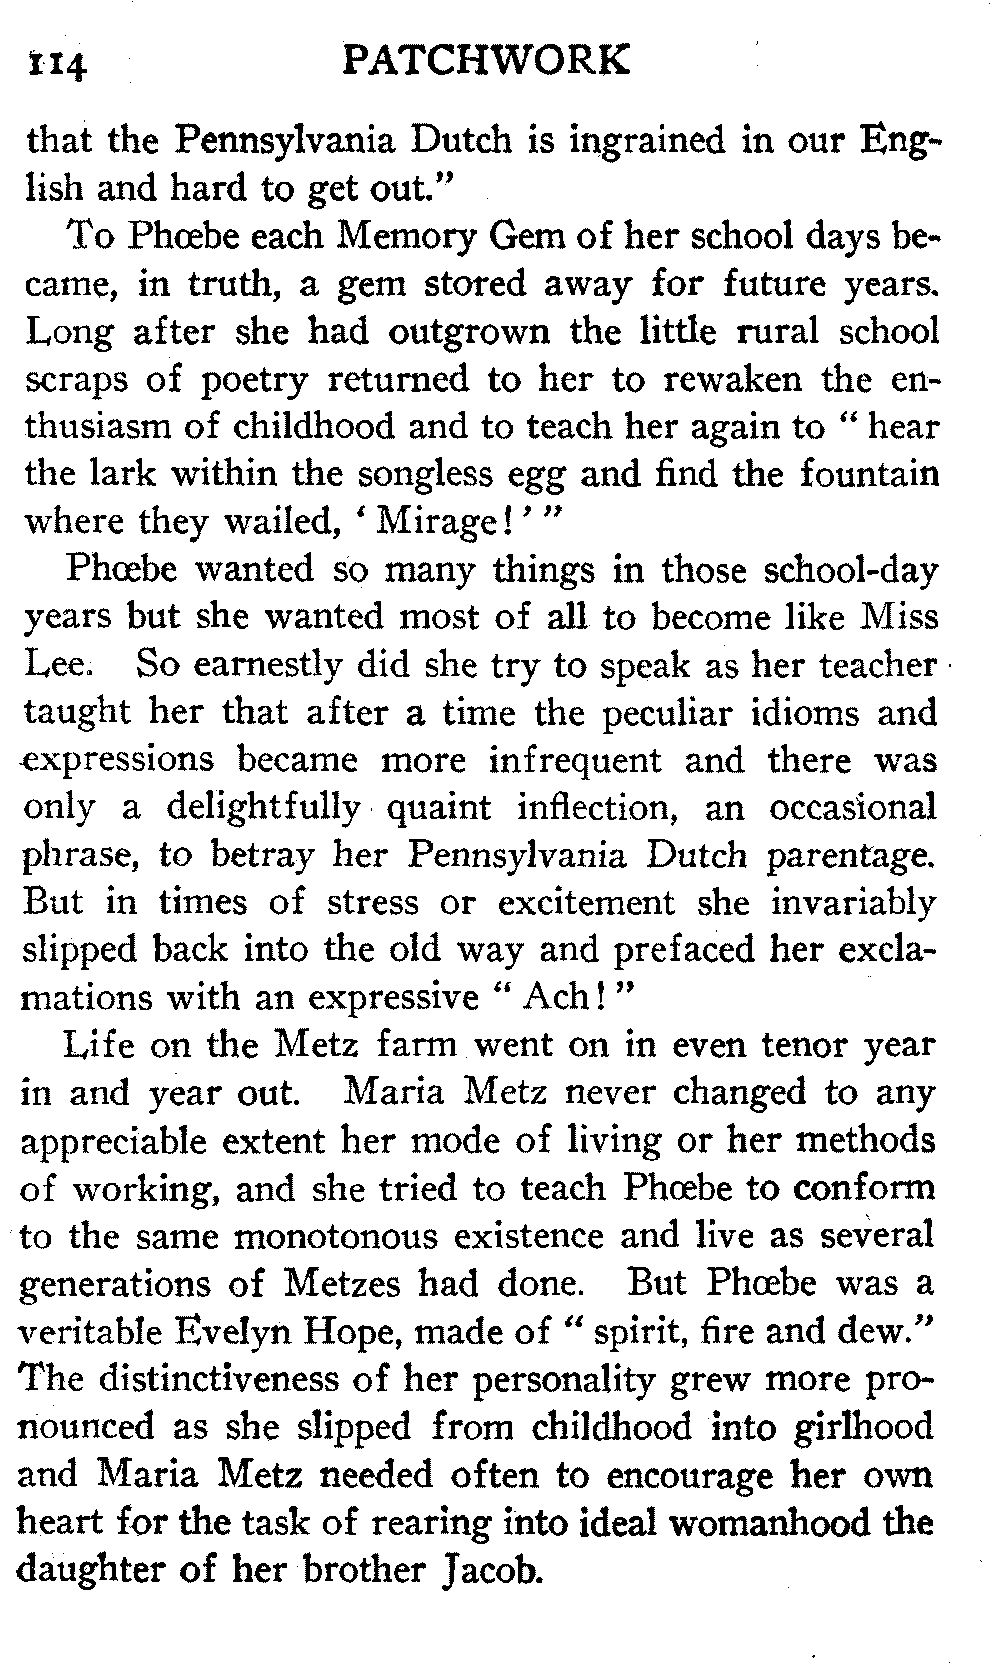 114 PATCHWORK
that the Pennsylvania Dutch is ingrained in our Eng-
lish and hard to get out.”
To Phœbe each Memory Gem of her school days be-
came, in truth, a gem stored away for future years.
Long after she had outgrown the little rural school
scraps of poetry returned to her to rewaken the en-
thusiasm of childhood and to teach her again to “ hear
the lark within the songless egg and find the fountain
where they wailed, ‘ Mirage! ’ ”
Phœbe wanted so many things in those school-day
years but she wanted most of all to become like Miss
Lee. So earnestly did she try to speak as her teacher
taught her that after a time the peculiar idioms and
expressions became more infrequent and there was
only a delightfully quaint inflection, an occasional
phrase, to betray her Pennsylvania Dutch parentage.
But in times of stress or excitement she invariably
slipped back into the old way and prefaced her excla-
mations with an expressive “ Ach! ”
Life on the Metz farm went on in even tenor year
in and year out. Maria Metz never changed to any
appreciable extent her mode of living or her methods
of working, and she tried to teach Phœbe to conform
to the same monotonous existence and live as several
generations of Metzes had done. But Phœbe was a
veritable Evelyn Hope, made of “ spirit, fire and dew.”
The distinctiveness of her personality grew more pro-
nounced as she slipped from childhood into girlhood
and Maria Metz needed often to encourage her own
heart for the task of rearing into ideal womanhood the
daughter of her brother Jacob.